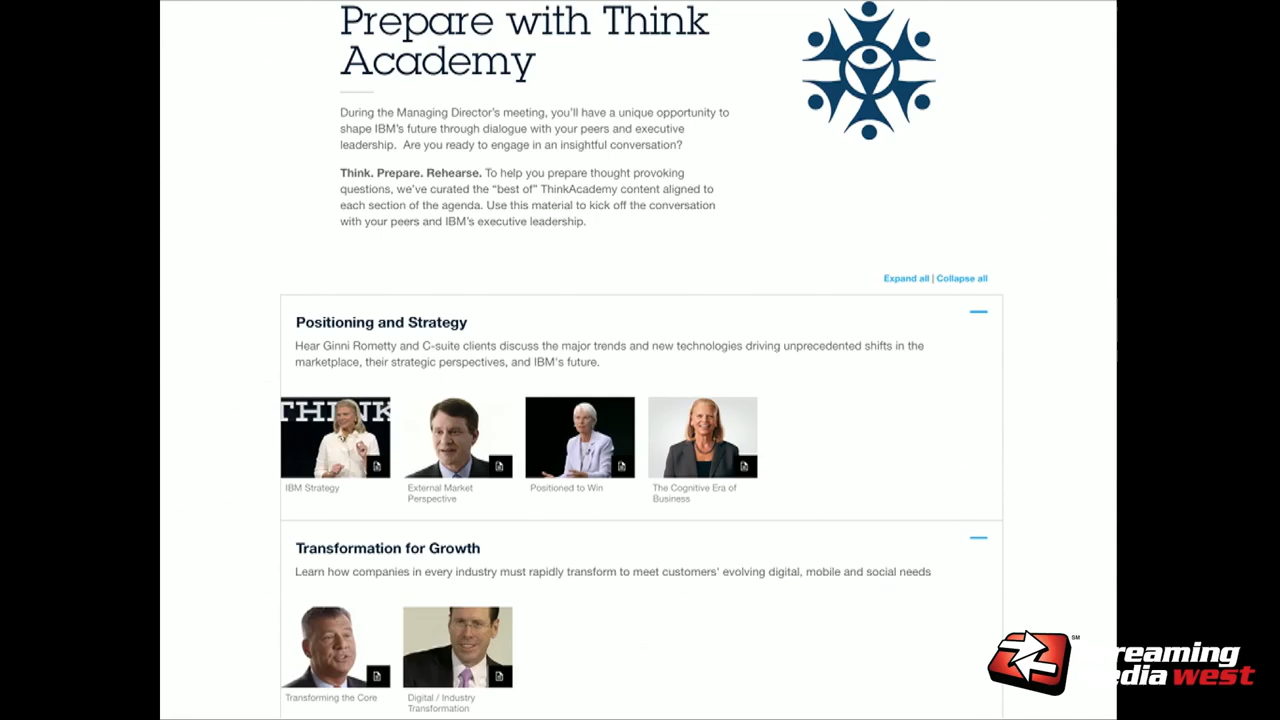 Prepare with Think
Academy
During the Managing Director's meeting, you'll have a unique opportunity to
shape IBM's future through dialogue with your peers and executive
leadership. Are you ready to engage in an insightful conversation?
Think. Prepare. Rehearse. To help you prepare thought provoking
questions, we've curated the “best of” ThinkAcademy content aligned to
each section of the agenda. Use this material to kick off the conversation
with your peers and IBM's executive leadership.
Expand all | Collapse all
Positioning and Strategy
Hear Ginni Rometty and C-suite clients discuss the major trends and new technologies driving unprecedented shifts in the
marketplace, their strategic perspectives, and IBM's future.
THINK
IBM Strategy
External Market
Perspective
Positioned to Win
The Cognitive Era of
Business
Transformation for Growth
Learn how companies in every industry must rapidly transform to meet customers' evolving digital, mobile and social needs
Transforming the Core
Digital / Industry
Transformation
SM
reaming
edia west